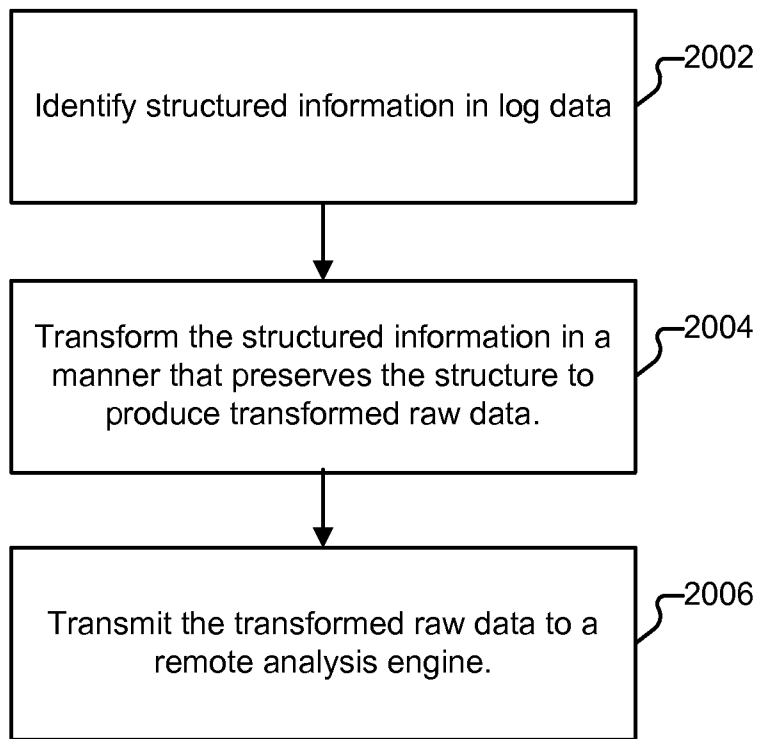 Identify structured information in log data
2002
Transform the structured information in a
manner that preserves the structure to
produce transformed raw data.
2004
Transmit the transformed raw data to a
remote analysis engine.
2006